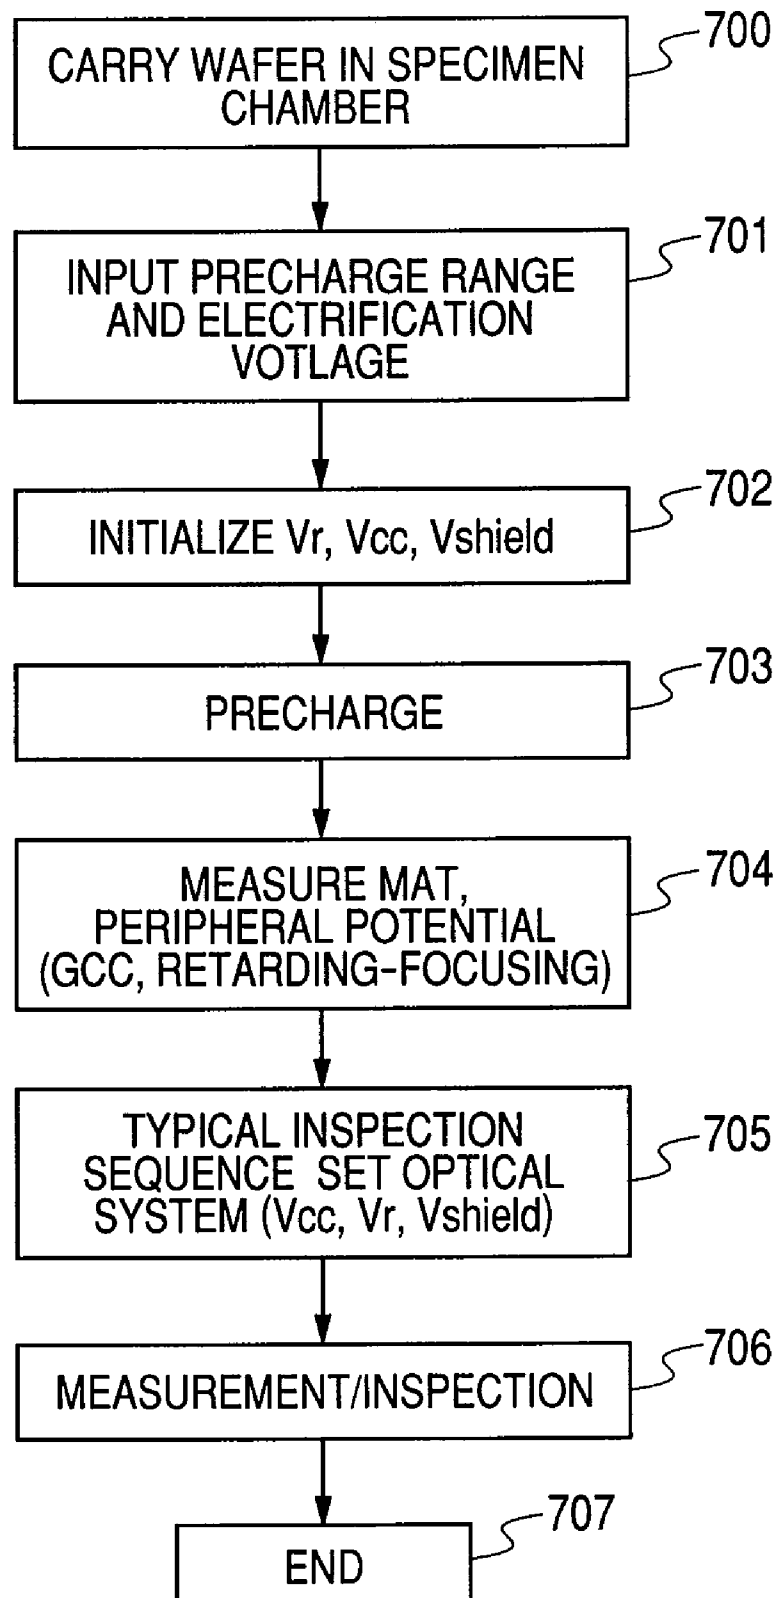 700
CARRY WAFER IN SPECIMEN
CHAMBER
701
INPUT PRECHARGE RANGE
AND ELECTRIFICATION
VOTLAGE
702
INITIALIZE Vr, Vcc, Vshield
703
PRECHARGE
704
MEASURE MAT,
PERIPHERAL POTENTIAL
(GCC, RETARDING-FOCUSING)
705
TYPICAL INSPECTION
SEQUENCE SET OPTICAL
SYSTEM (Vcc, Vr, Vshield)
706
MEASUREMENT/INSPECTION
707
END